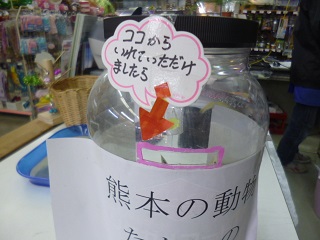 ココから
いれていただけ
ましたら
熊本の動物